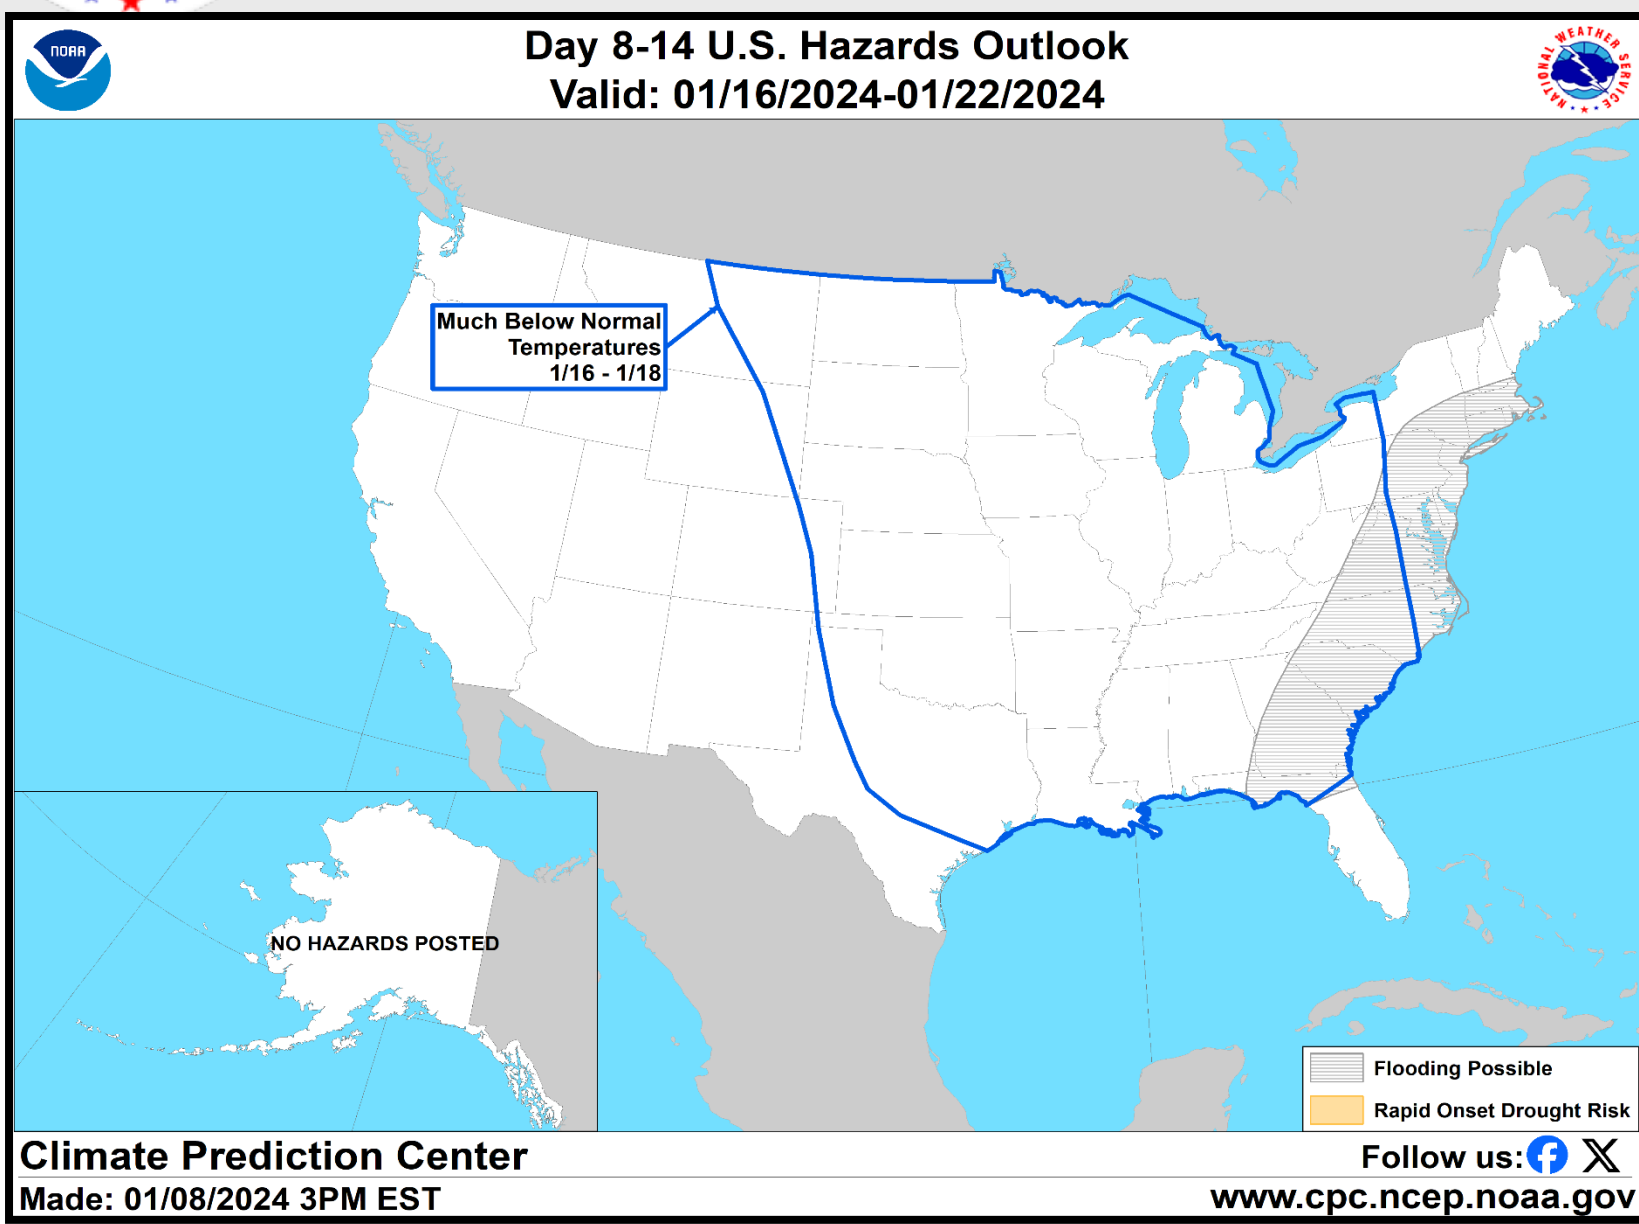 NOAA
Day 8-14 U.S. Hazards Outlook
Valid: 01/16/2024-01/22/2024
NATIONAL WEATHER SERVICE
Much Below Normal
Temperatures
1/16 - 1/18
NO HAZARDS POSTED
Flooding Possible
Rapid Onset Drought Risk
Climate Prediction Center
Follow us:
Made: 01/08/2024 3PM EST
www.cpc.ncep.noaa.gov